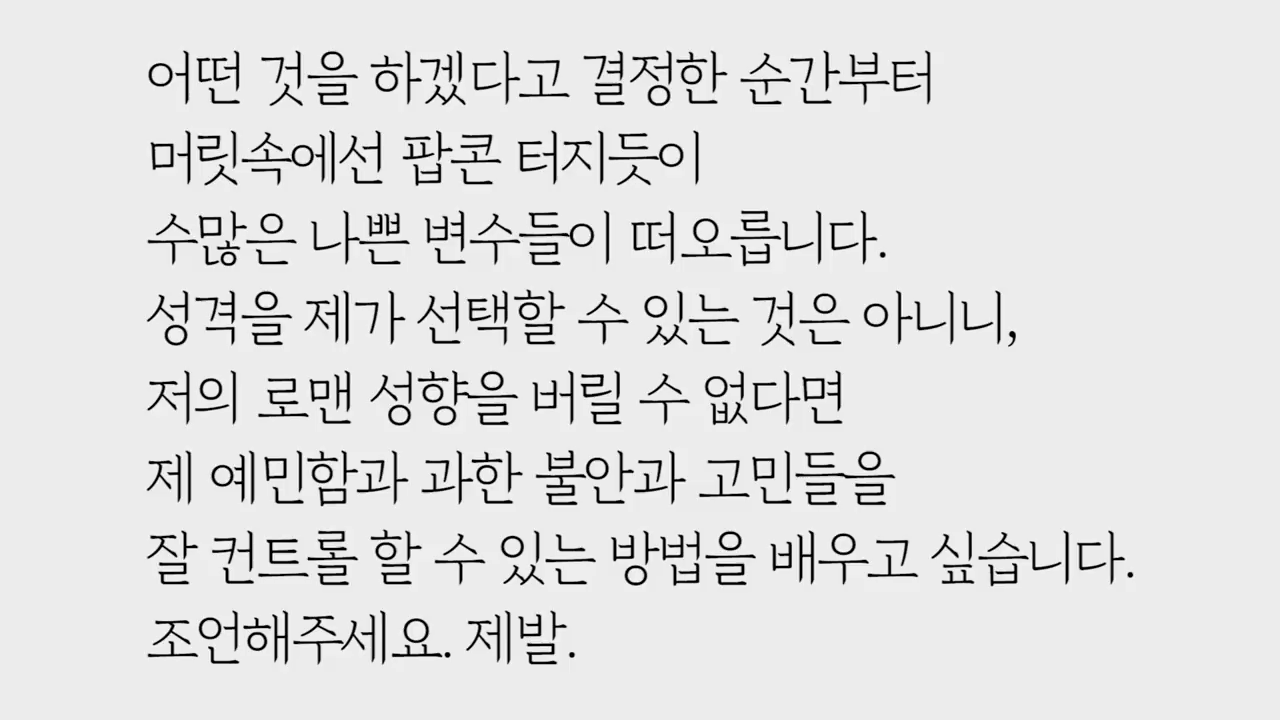 어떤 것을 하겠다고 결정한 순간부터
머릿속에선 팝콘 터지듯이
수많은 나쁜 변수들이 떠오릅니다.
성격을 제가 선택할 수 있는 것은 아니니,
저의 로맨 성향을 버릴 수 없다면
제 예민함과 과한 불안과 고민들을
잘 컨트롤 할 수 있는 방법을 배우고 싶습니다.
조언해주세요. 제발.